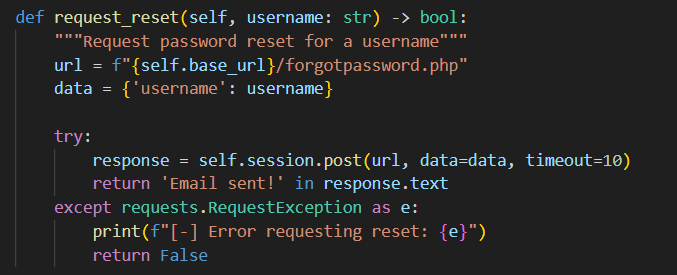 def request_reset(self, username: str) -> bool:
    """Request password reset for a username"""
    url = f"{self.base_url}/forgotpassword.php"
    data = {'username': username}

    try:
        response = self.session.post(url, data=data, timeout=10)
        return 'Email sent!' in response.text
    except requests.RequestException as e:
        print(f"[-] Error requesting reset: {e}")
        return False